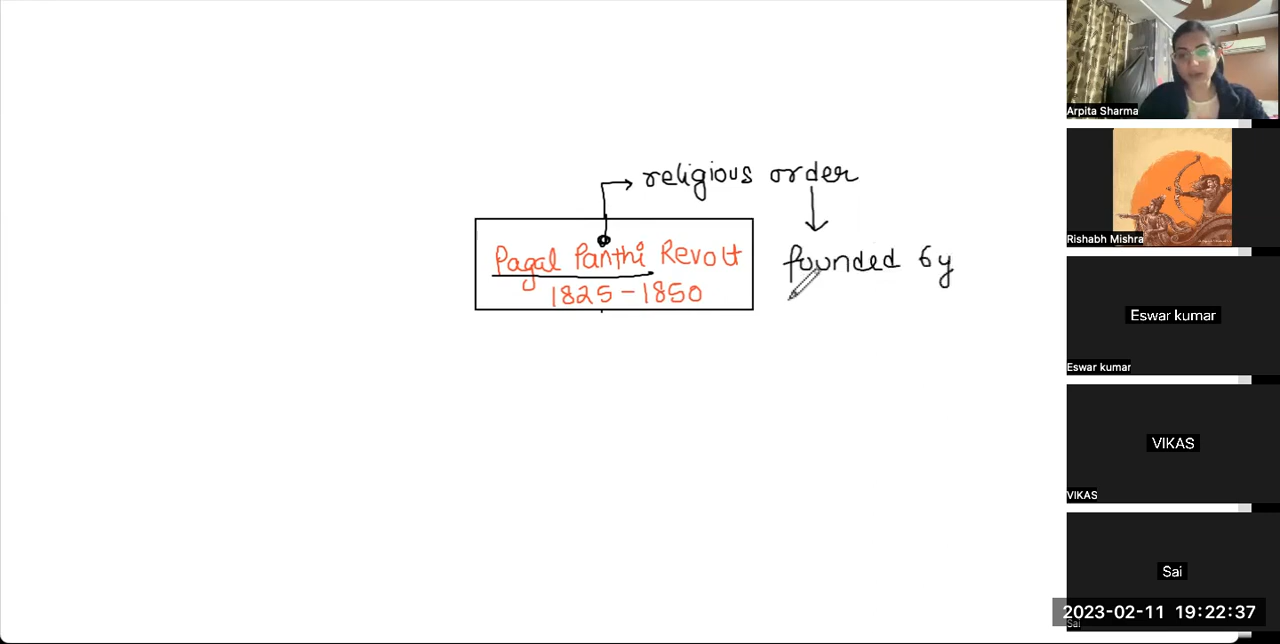 religious order
Pagal Panthi Revolt
1825-1850
founded by
Arpita Sharma
Rishabh Mishra
Eswar kumar
Eswar kumar
VIKAS
VIKAS
Sai
2023-02-11 19:22:37
Sai